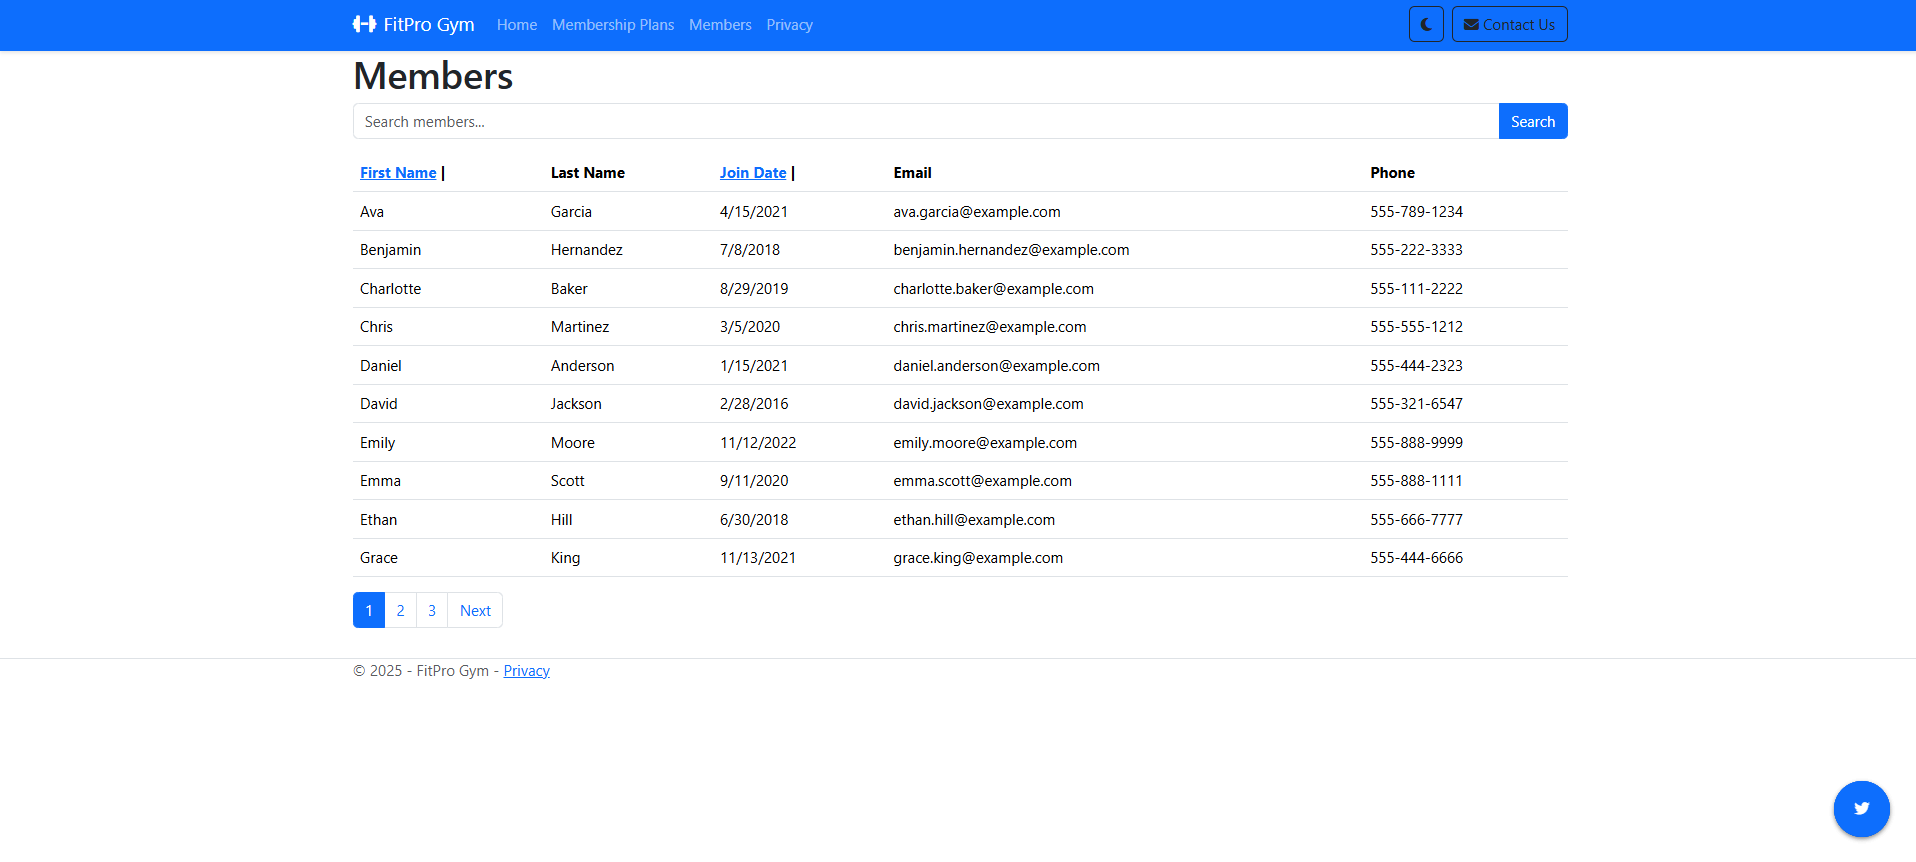 FitPro Gym Home Membership Plans Members Privacy Contact Us
Members
Search members... Search
First Name | Last Name Join Date | Email Phone
Ava Garcia 4/15/2021 ava.garcia@example.com 555-789-1234
Benjamin Hernandez 7/8/2018 benjamin.hernandez@example.com 555-222-3333
Charlotte Baker 8/29/2019 charlotte.baker@example.com 555-111-2222
Chris Martinez 3/5/2020 chris.martinez@example.com 555-555-1212
Daniel Anderson 1/15/2021 daniel.anderson@example.com 555-444-2323
David Jackson 2/28/2016 david.jackson@example.com 555-321-6547
Emily Moore 11/12/2022 emily.moore@example.com 555-888-9999
Emma Scott 9/11/2020 emma.scott@example.com 555-888-1111
Ethan Hill 6/30/2018 ethan.hill@example.com 555-666-7777
Grace King 11/13/2021 grace.king@example.com 555-444-6666
1 2 3 Next
© 2025 - FitPro Gym - Privacy